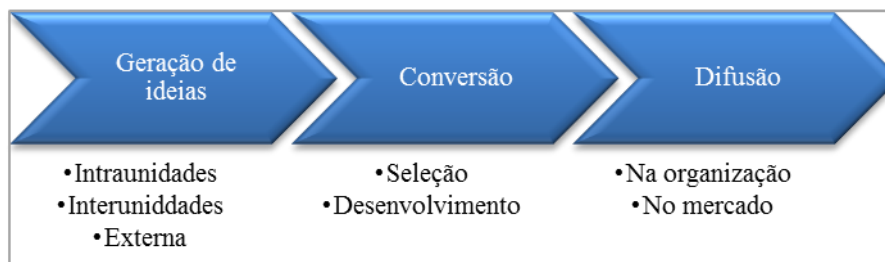 Geração de
ideias
Conversão
Difusão
•Intraunidades
•Interuniddades
•Externa
•Seleção
•Desenvolvimento
•Na organização
•No mercado